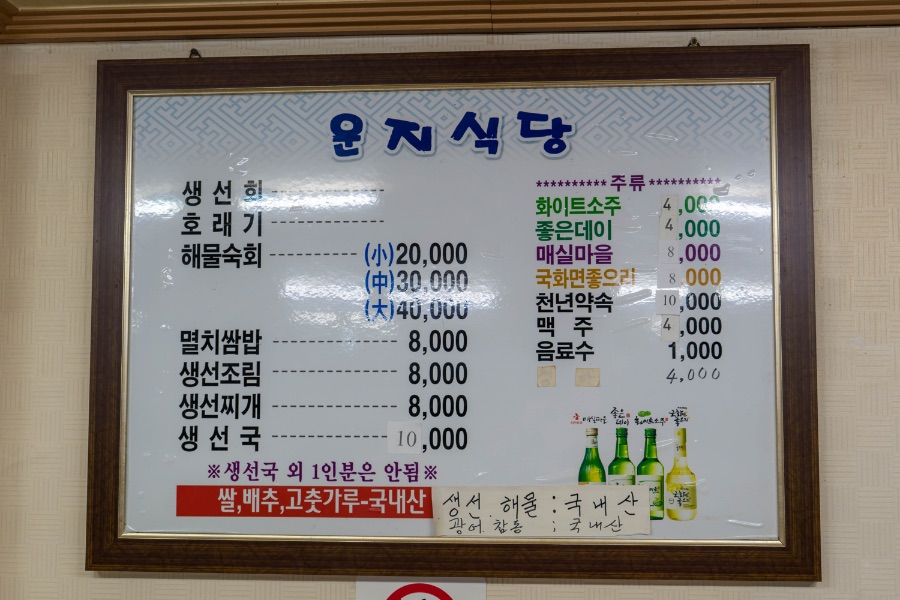 운지식당
생선회
호래기
해물숙회 (小)20,000
(中)30,000
(大)40,000
멸치쌈밥 8,000
생선조림 8,000
생선찌개 8,000
생선국 10,000
※생선국 외 1인분은 안됨※
쌀,배추,고춧가루-국내산
생선. 해물 : 국내산
광어. 참돔 : 국내산
********** 주류 **********
화이트소주 4,000
좋은데이 4,000
매실마을 8,000
국화면좋으리 8,000
천년약속 10,000
맥주 4,000
음료수 1,000
4,000
좋은데이